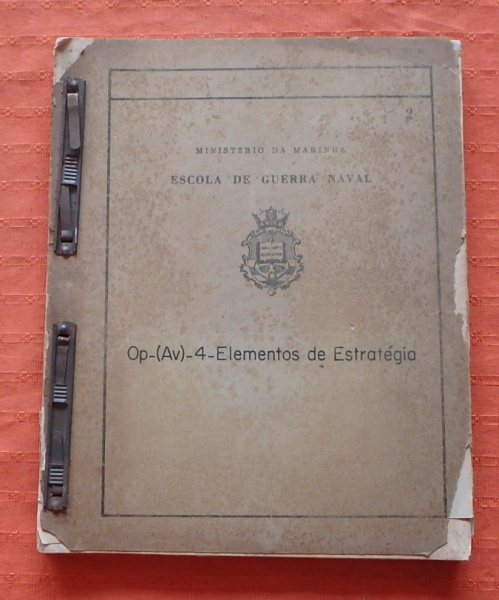 2
MINISTERIO DA MARINHA
ESCOLA DE GUERRA NAVAL
Op-(Av)-4-Elementos de Estratégia